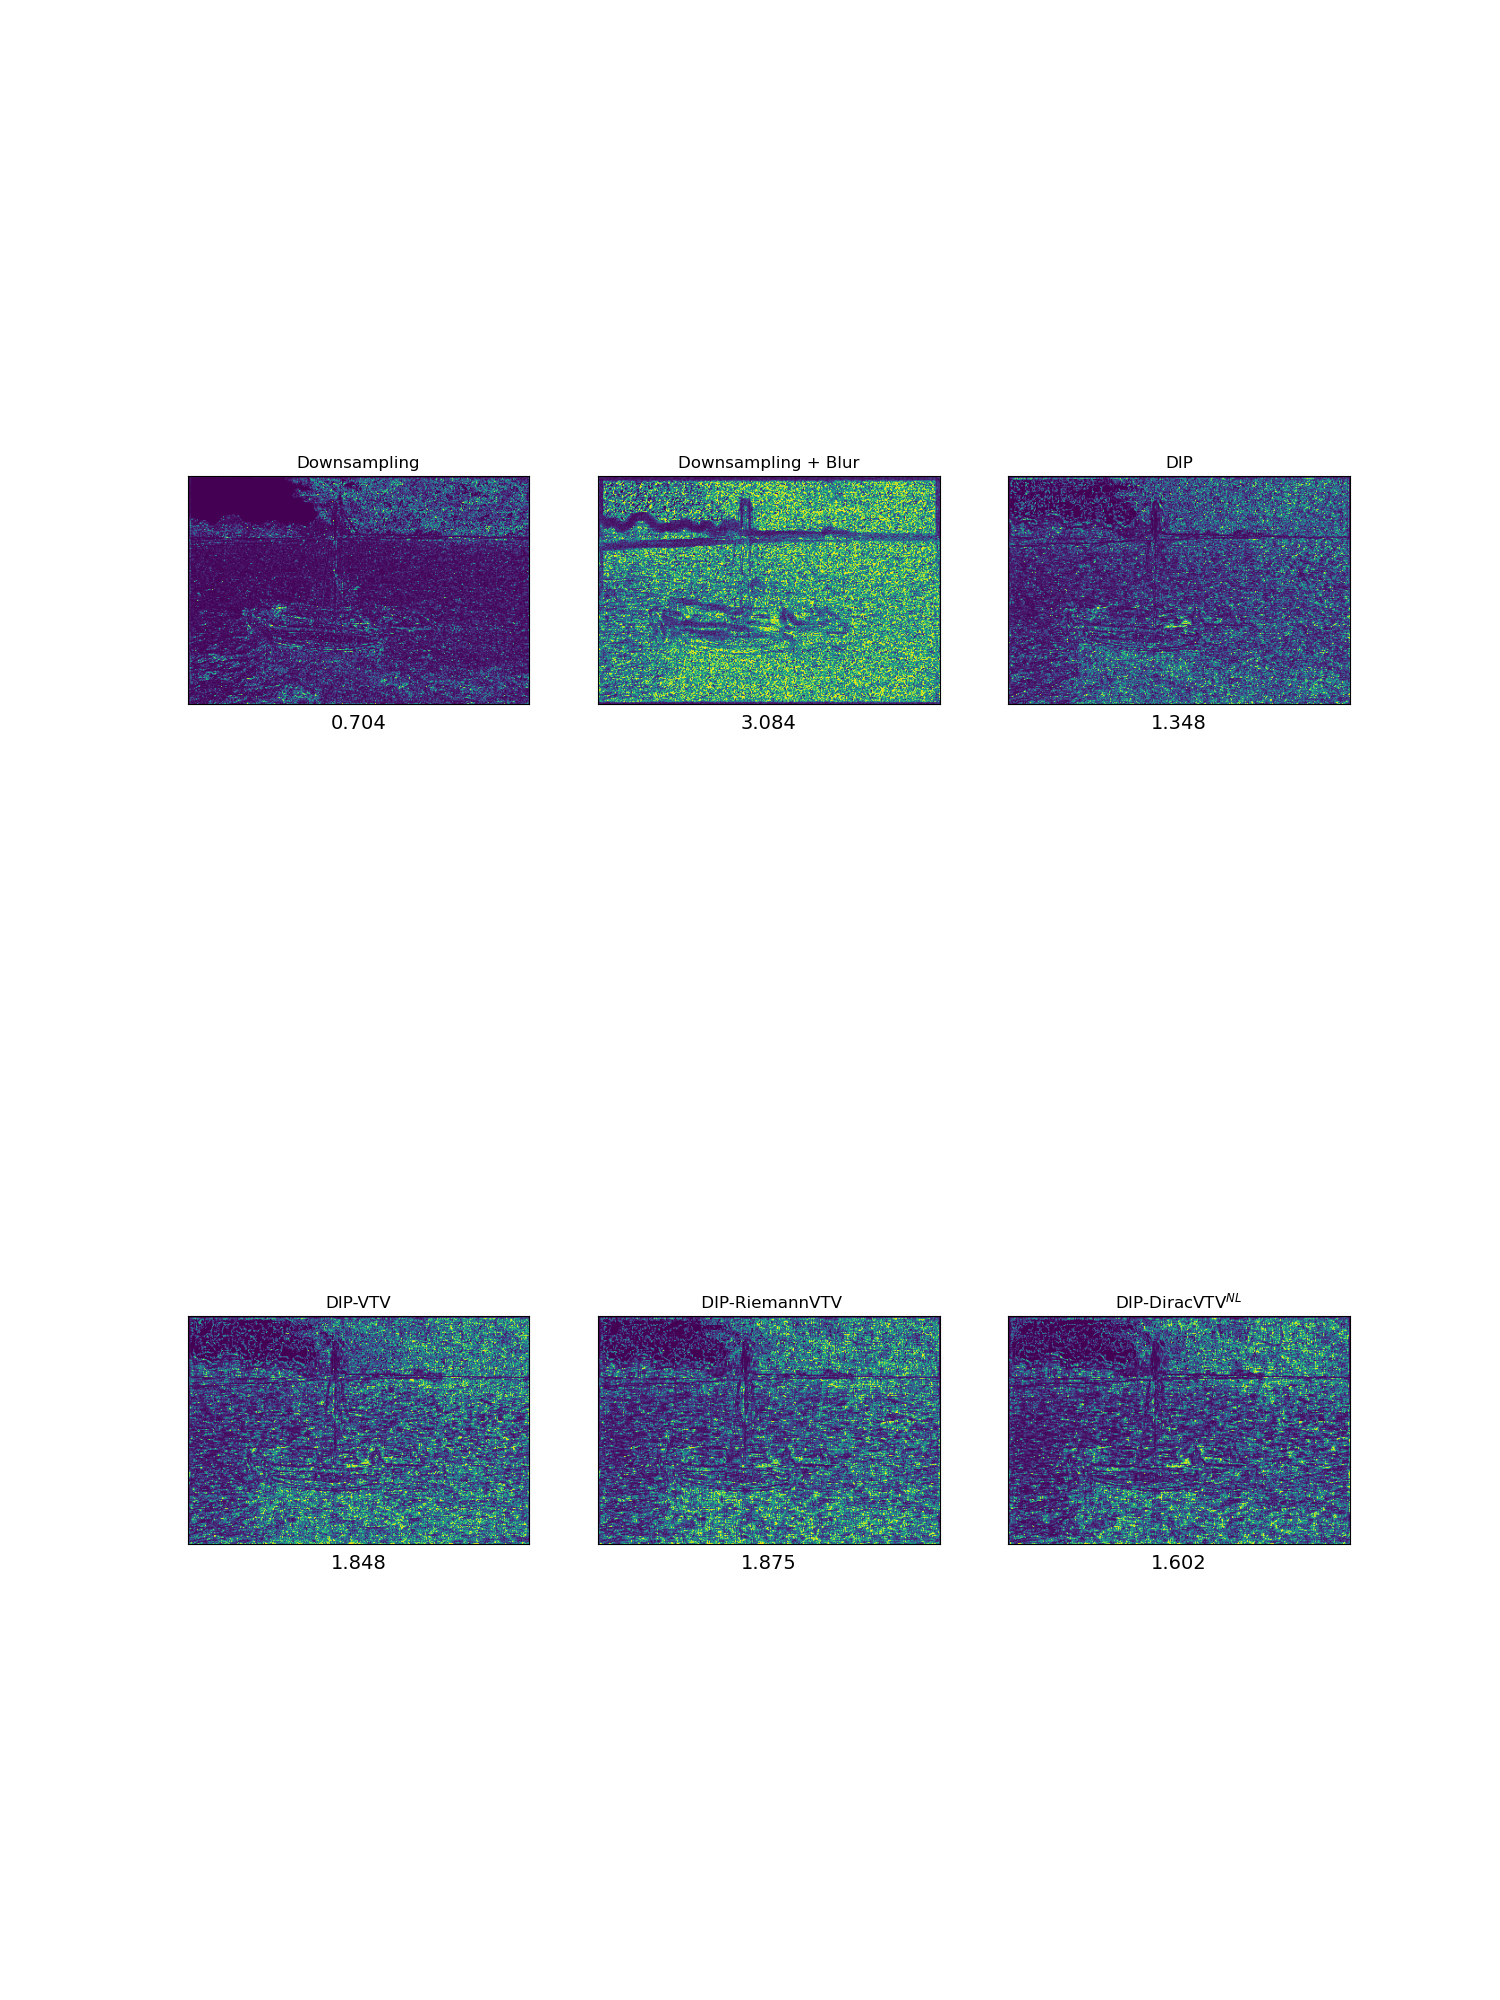 Downsampling
Downsampling + Blur
DIP
0.704
3.084
1.348
DIP-VTV
DIP-RiemannVTV
DIP-DiracVTV^{NL}
1.848
1.875
1.602